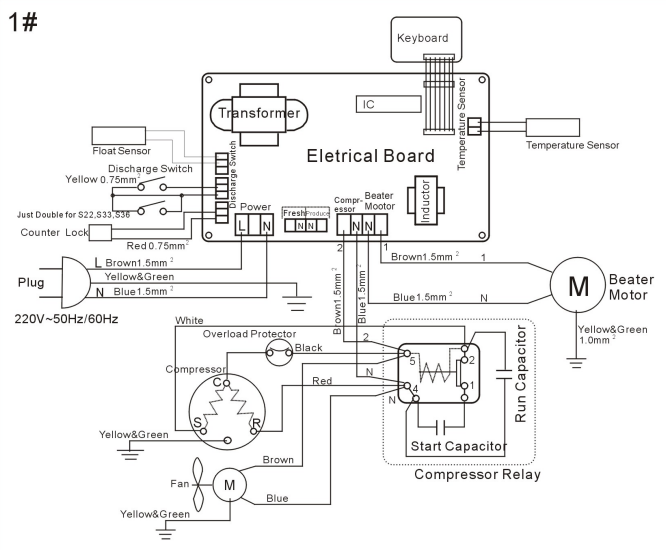 1#
Keyboard
Transformer
IC
Temperature Sensor
Float Sensor
Discharge Switch
Temperature Sensor
Eletrical Board
Discharge Switch
Yellow 0.75mm²
Power
Fresh Produce
Compr-
essor
Beater
Mootor
Inductor
L N
N N
N N
Just Double for S22,S33,S36
Counter Lock
Red 0.75mm²
2
1
L Brown1.5mm²
Brown1.5mm² 1
Plug
Yellow&Green
N Blue1.5mm²
Brown1.5mm²
Blue1.5mm²
Blue1.5mm² N
M
Beater
Motor
220V~50Hz/60Hz
White
Yellow&Green
1.0mm²
Overload Protector
Black
2
5
2
Compressor
C
Red
N
4
1
N
S
R
Run Capacitor
Yellow&Green
Start Capacitor
Brown
Compressor Relay
Fan
M
Blue
Yellow&Green